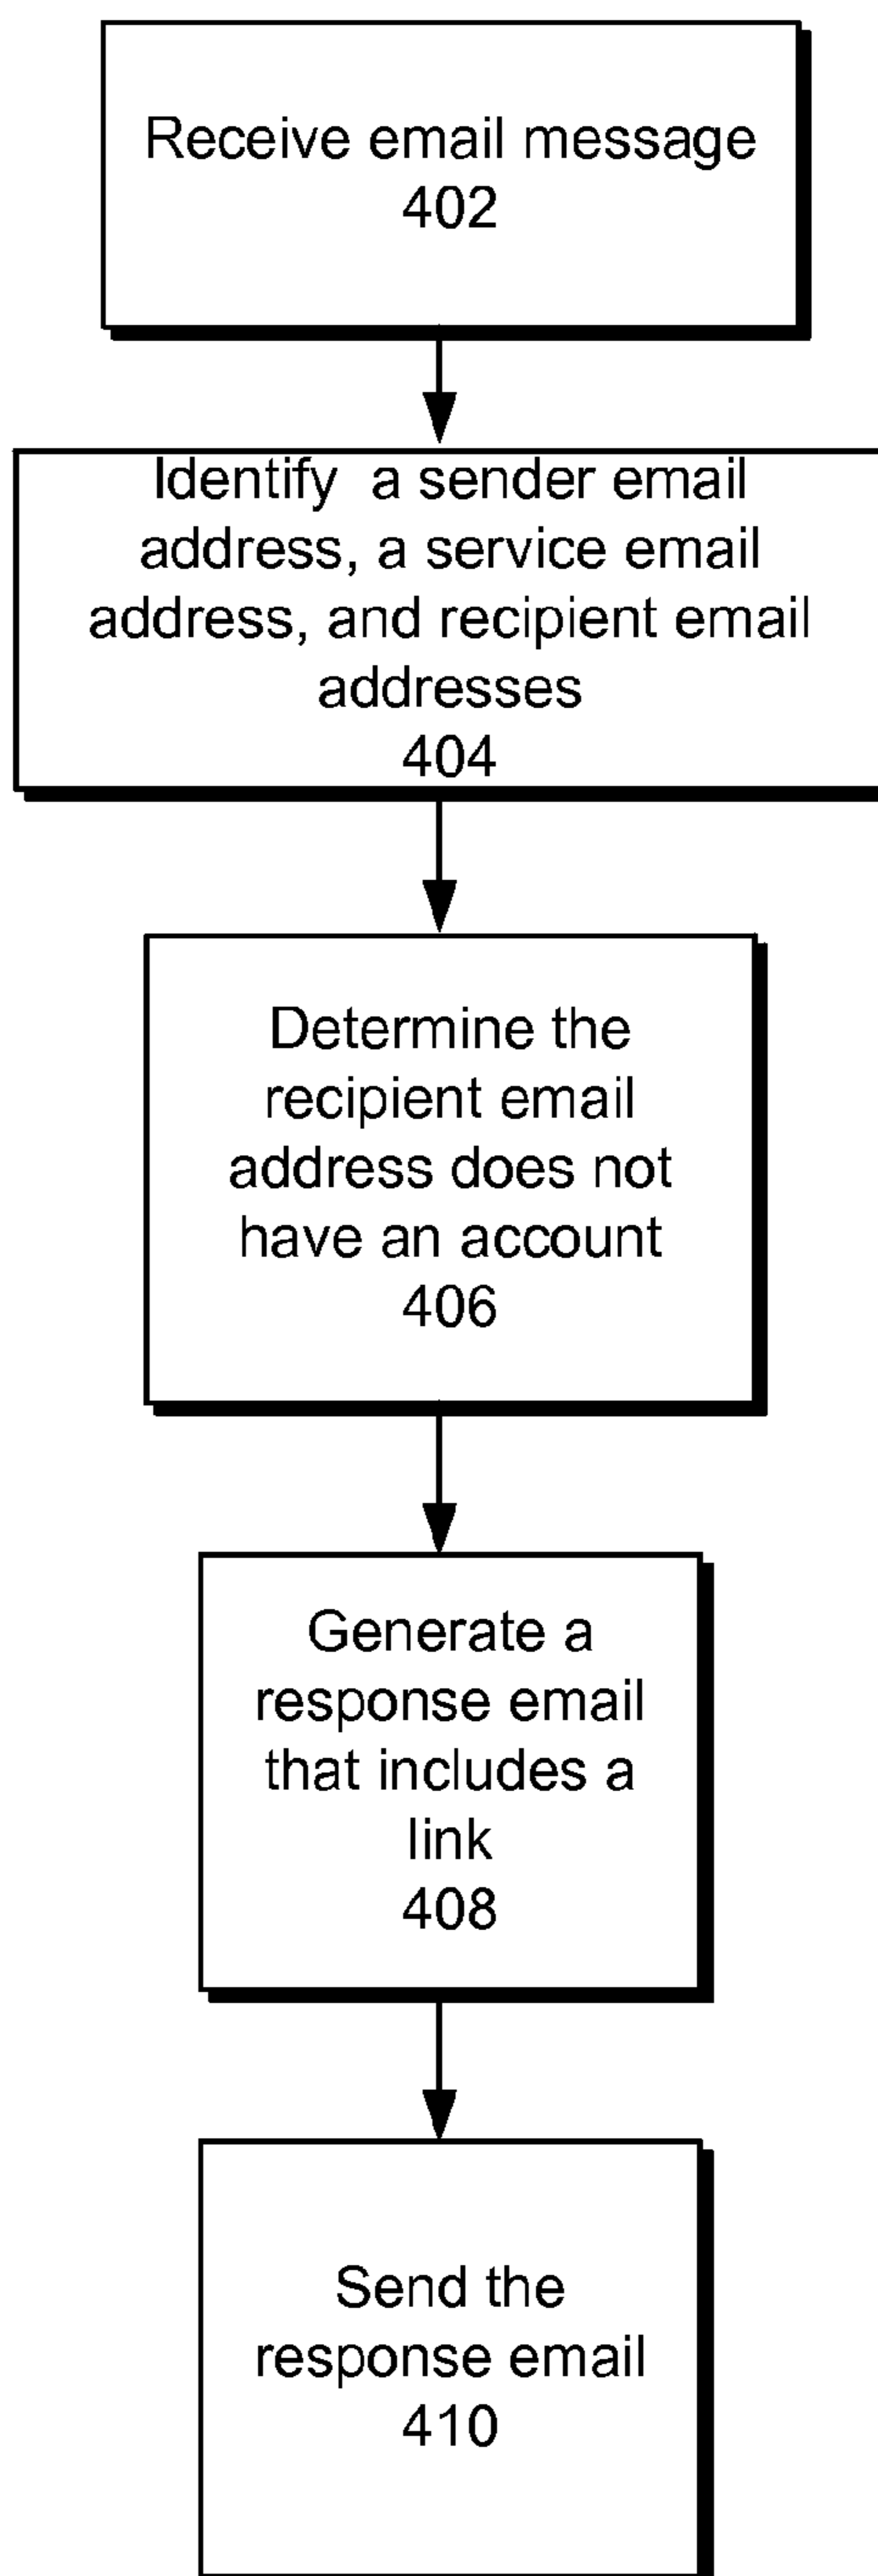 Receive email message
402
Identify a sender email
address, a service email
address, and recipient email
addresses
404
Determine the
recipient email
address does not
have an account
406
Generate a
response email
that includes a
link
408
Send the
response email
410